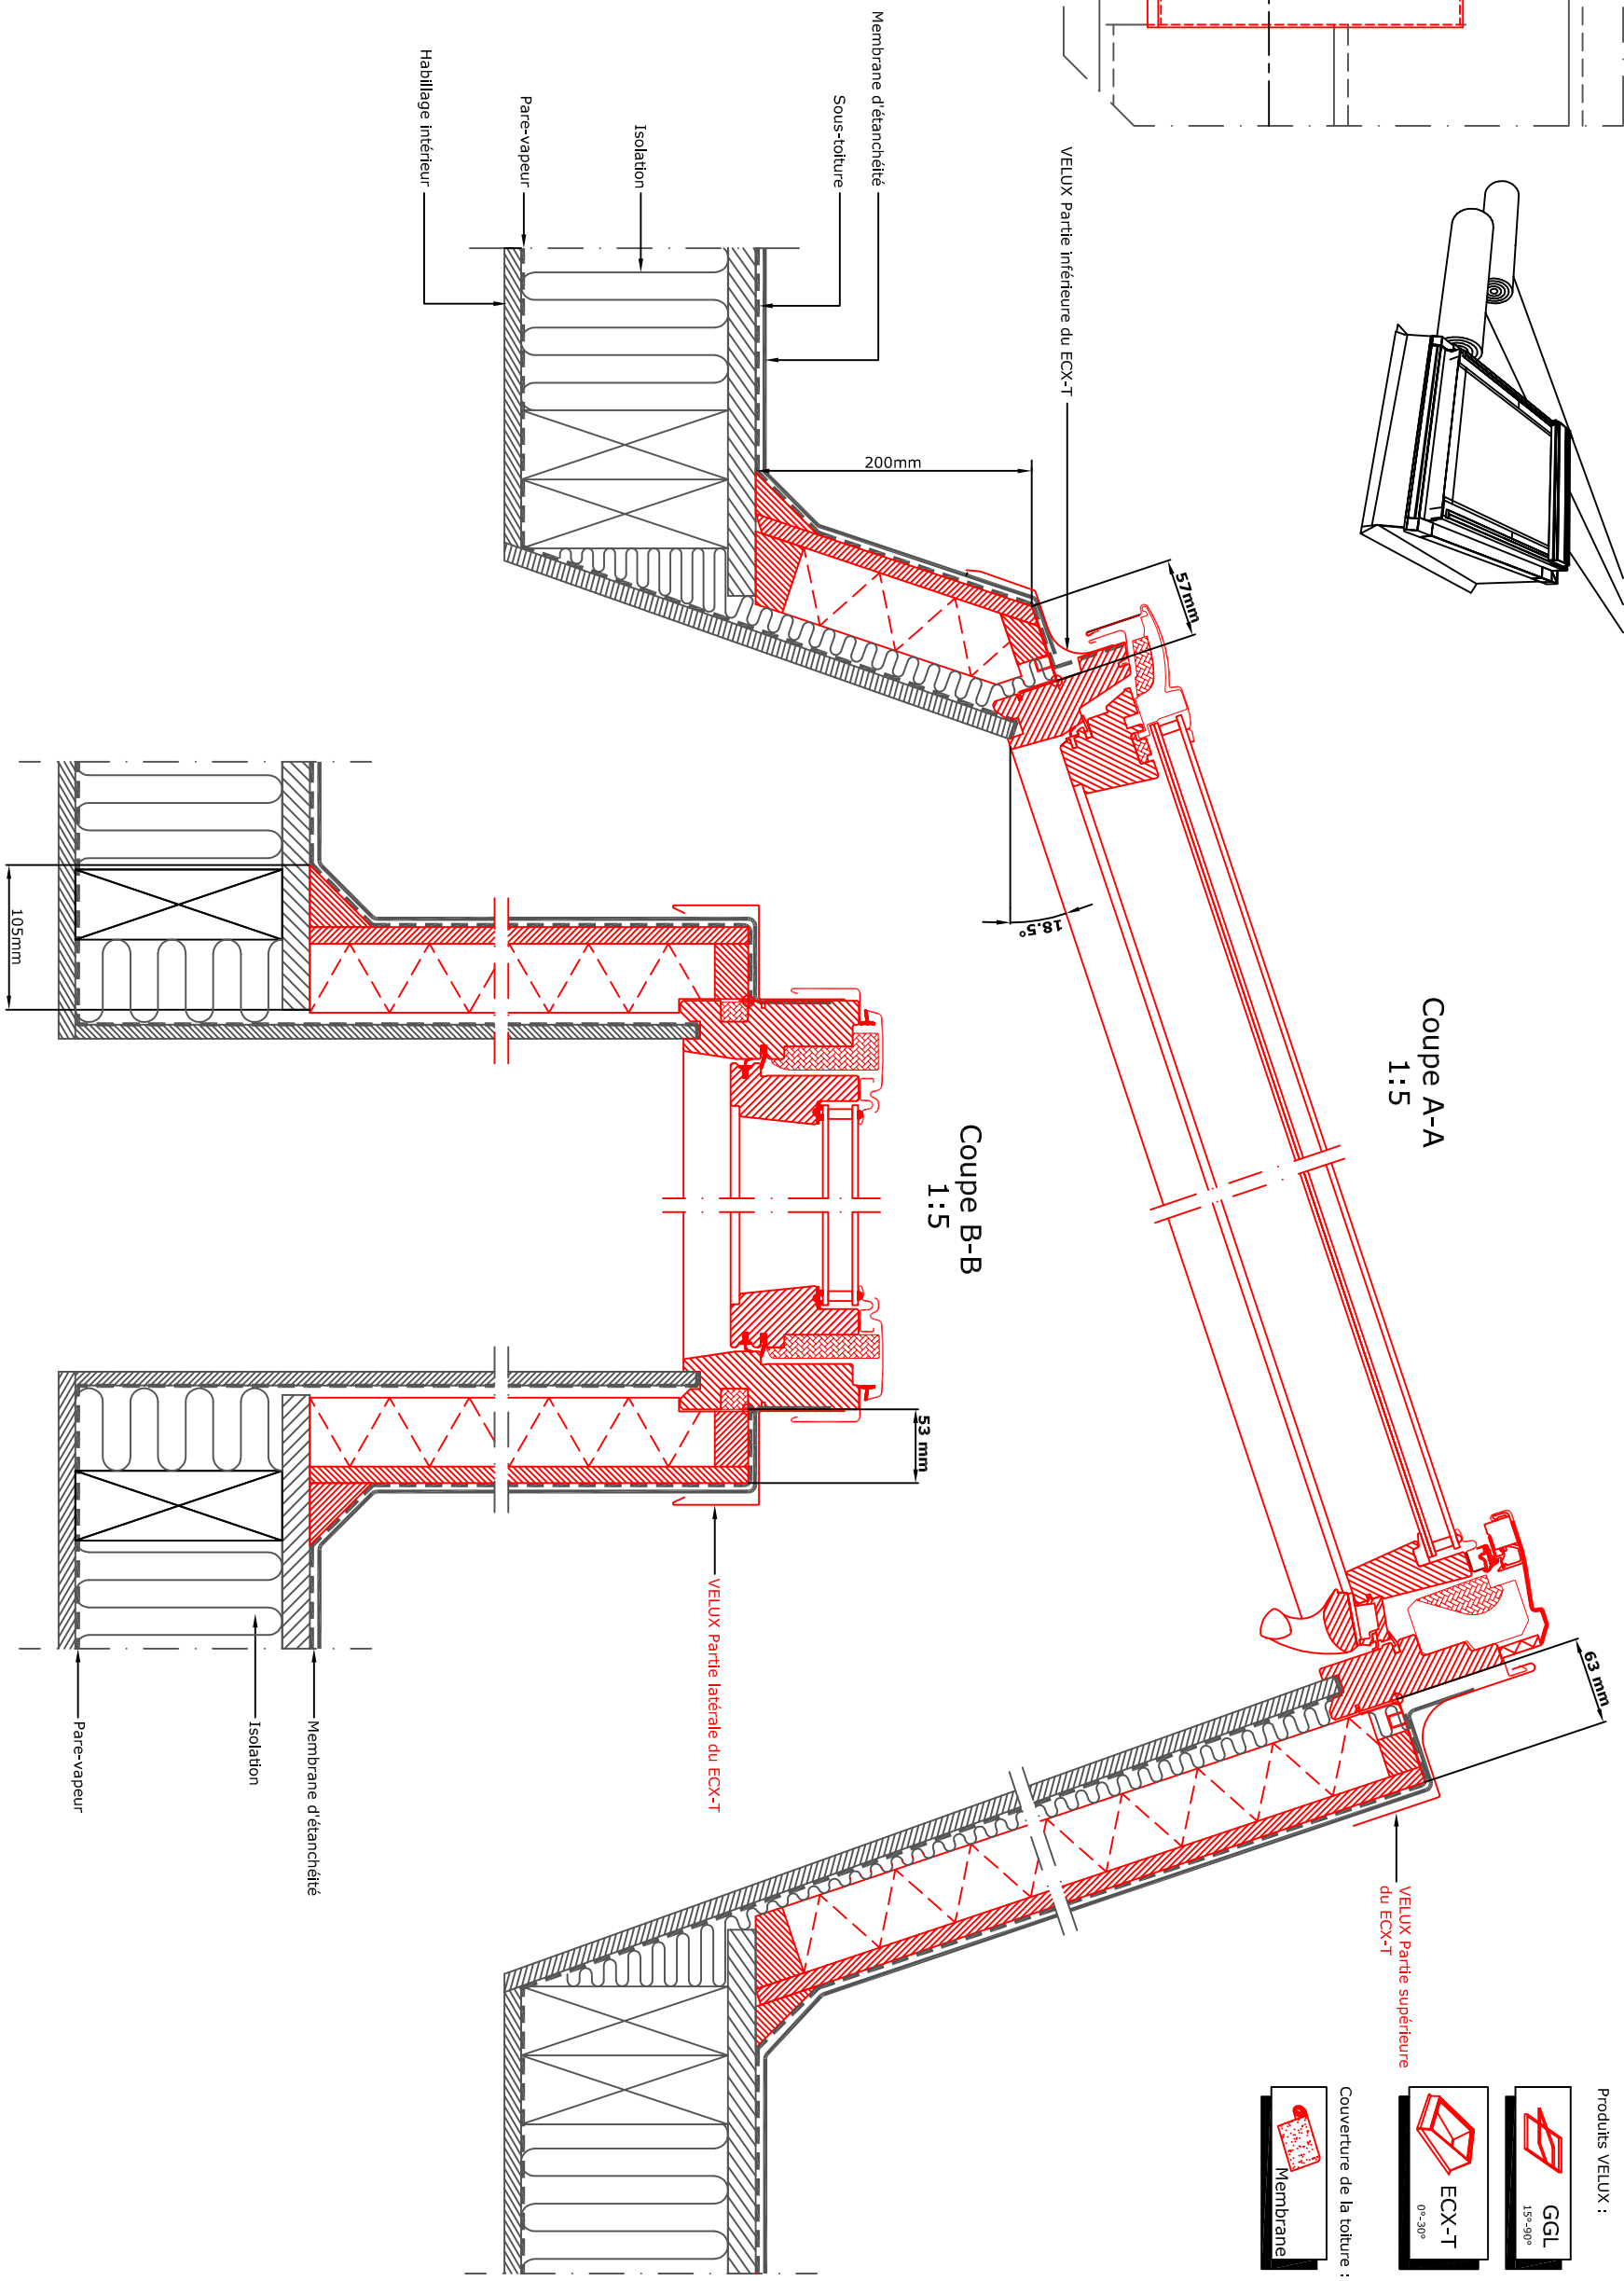 Produits VELUX :
GGL
15°-90°
ECX-T
0°-30°
Couverture de la toiture :
Membrane
Coupe A-A
1:5
VELUX Partie inférieure du ECX-T
Membrane d'étanchéité
Sous-toiture
Isolation
Pare-vapeur
Habillage intérieur
200mm
57mm
18.5°
63 mm
VELUX Partie supérieure
du ECX-T
Coupe B-B
1:5
53 mm
105mm
VELUX Partie latérale du ECX-T
Membrane d'étanchéité
Isolation
Pare-vapeur